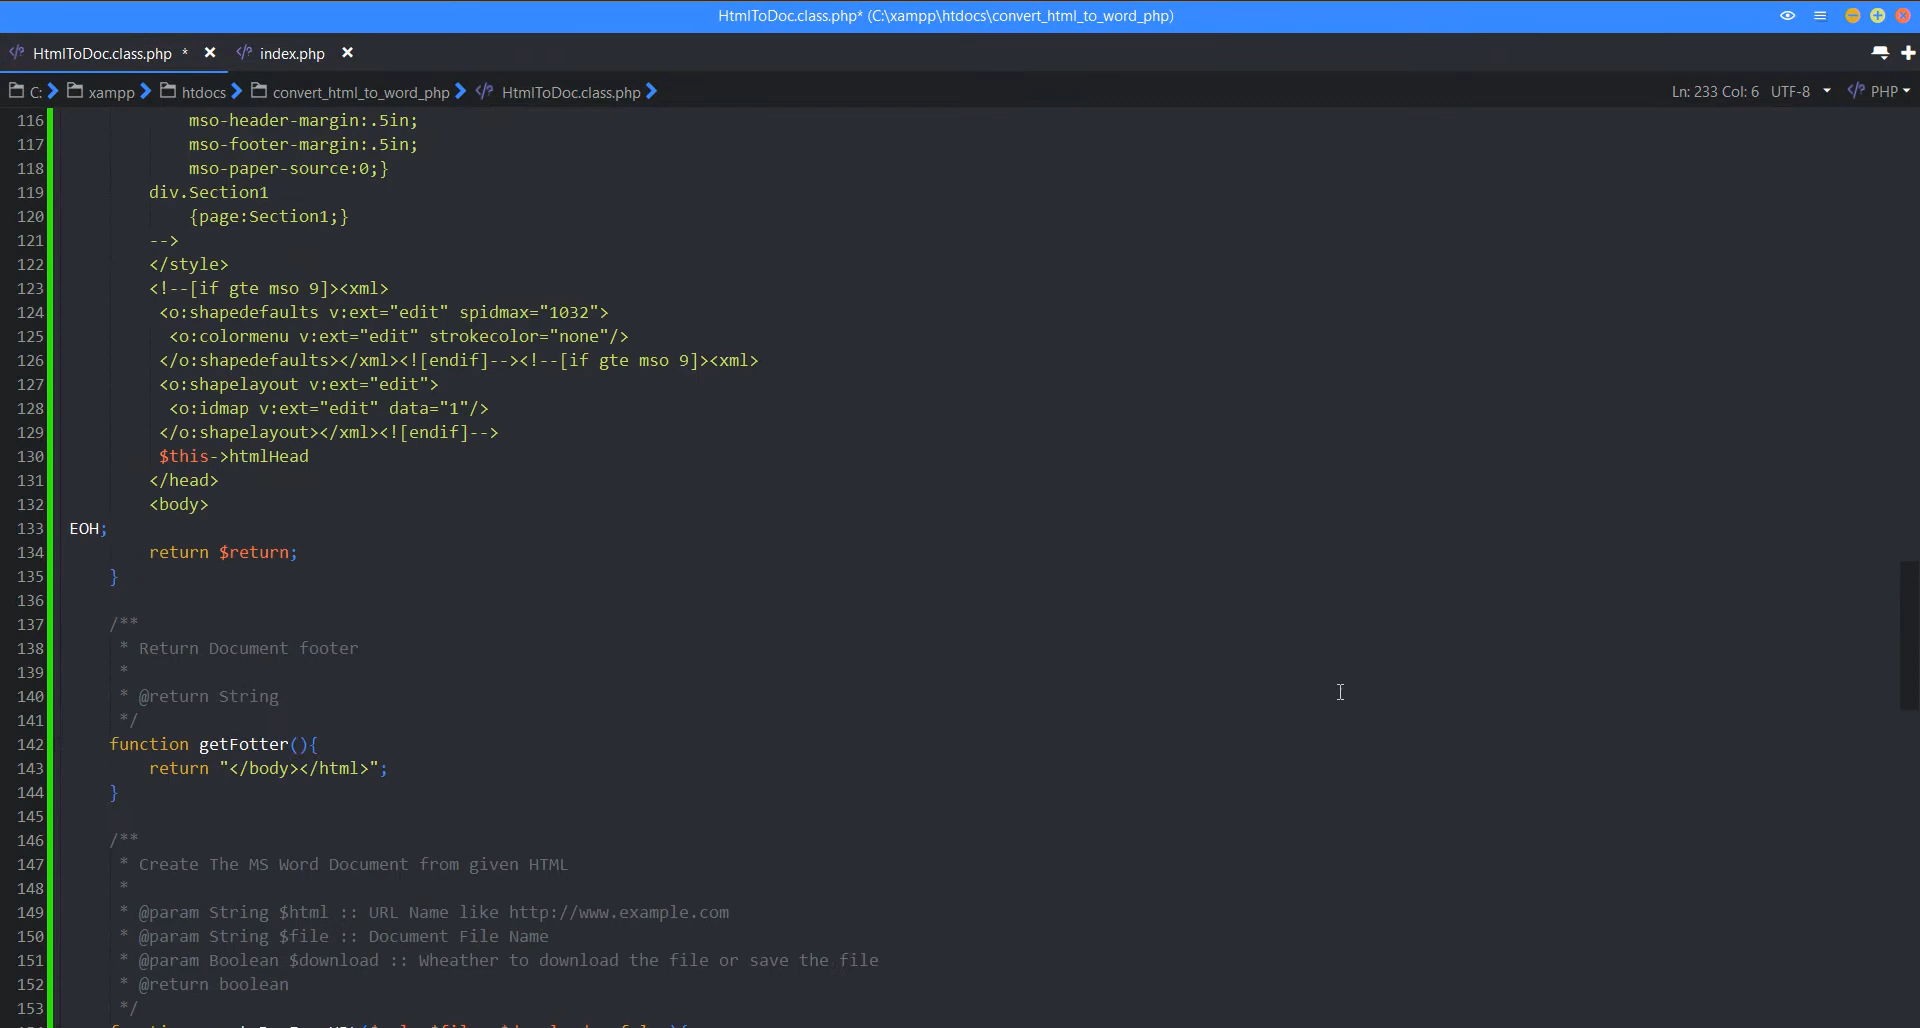 HtmlToDoc.class.php* (C:\xampp\htdocs\convert_html_to_word_php)
HtmlToDoc.class.php * index.php
C: xampp htdocs convert_html_to_word_php HtmlToDoc.class.php Ln: 233 Col: 6 UTF-8 PHP
116 mso-header-margin:.5in;
117 mso-footer-margin:.5in;
118 mso-paper-source:0;}
119 div.Section1
120 {page:Section1;}
121 -->
122 </style>
123 <!--[if gte mso 9]><xml>
124 <o:shapedefaults v:ext="edit" spidmax="1032">
125 <o:colormenu v:ext="edit" strokecolor="none"/>
126 </o:shapedefaults></xml><![endif]--><!--[if gte mso 9]><xml>
127 <o:shapelayout v:ext="edit">
128 <o:idmap v:ext="edit" data="1"/>
129 </o:shapelayout></xml><![endif]-->
130 $this->htmlHead
131 </head>
132 <body>
133 EOH;
134 return $return;
135 }
136
137 /**
138 * Return Document footer
139 *
140 * @return String
141 */
142 function getFotter(){
143 return "</body></html>";
144 }
145
146 /**
147 * Create The MS Word Document from given HTML
148 *
149 * @param String $html :: URL Name like http://www.example.com
150 * @param String $file :: Document File Name
151 * @param Boolean $download :: Wheather to download the file or save the file
152 * @return boolean
153 */